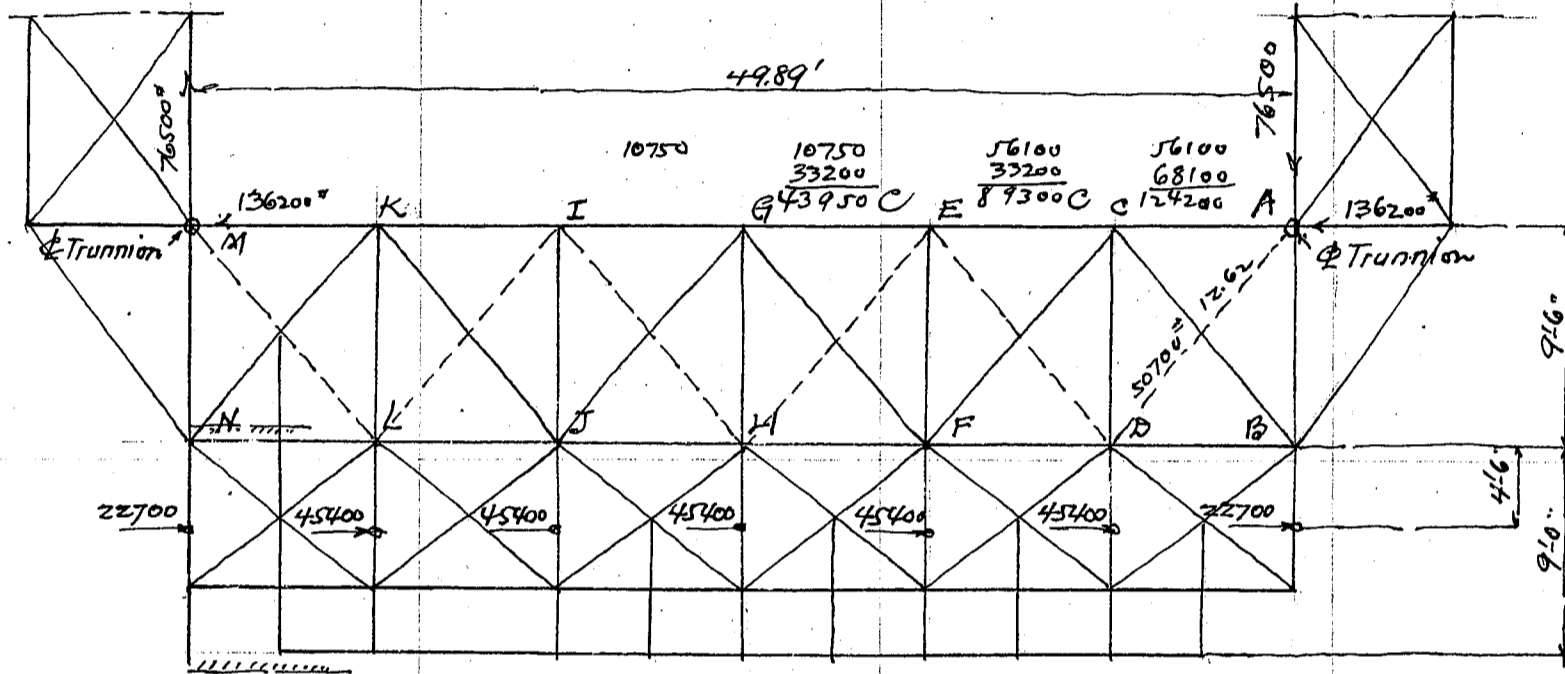 49.89'
76500#
76500
10750
10750
33200
43950 C
56100
33200
89300 C
56100
68100
124200
136200#
M
K
I
G
E
C
A
136200#
℄ Trunnion
℄ Trunnion
12.62
50700#
9'-6"
N
L
J
H
F
D
B
4'-6"
22700
45400
45400
45400
45400
45400
22700
9'-0"